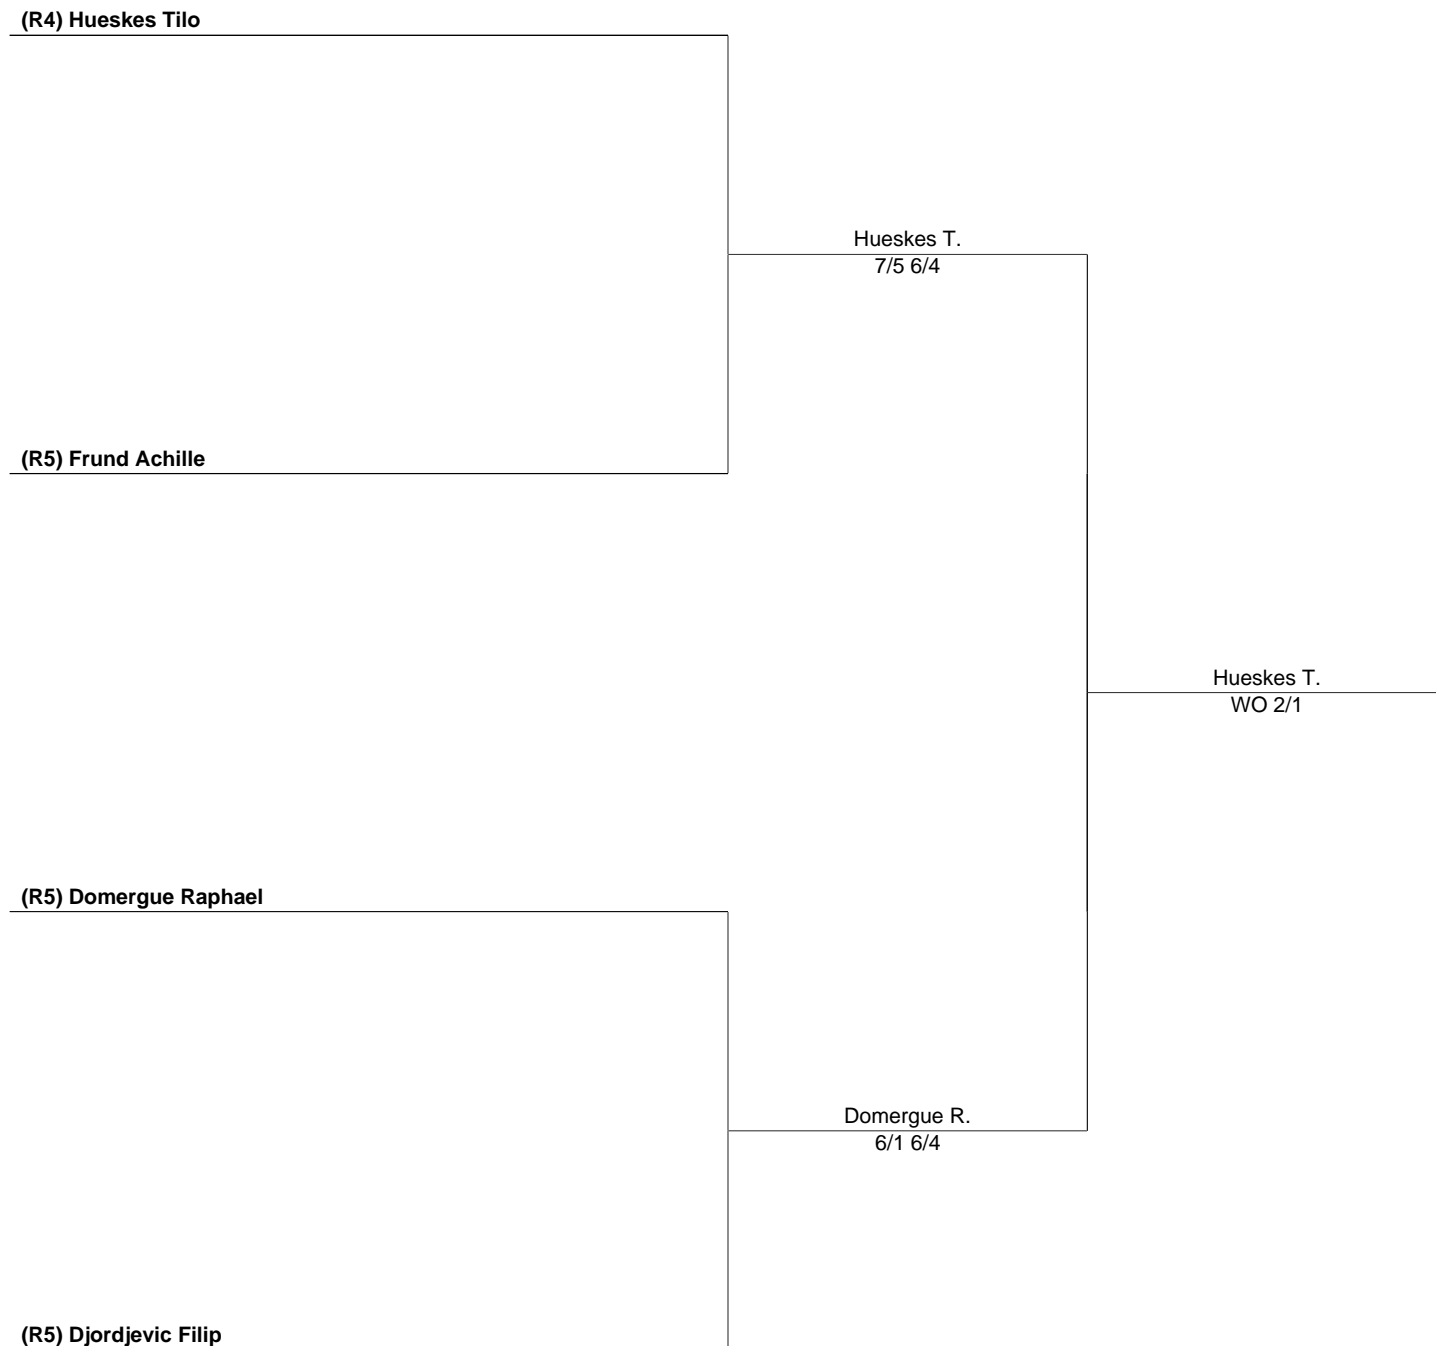 (R4) Hueskes Tilo
Hueskes T.
7/5 6/4
(R5) Frund Achille
Hueskes T.
WO 2/1
(R5) Domergue Raphael
Domergue R.
6/1 6/4
(R5) Djordjevic Filip